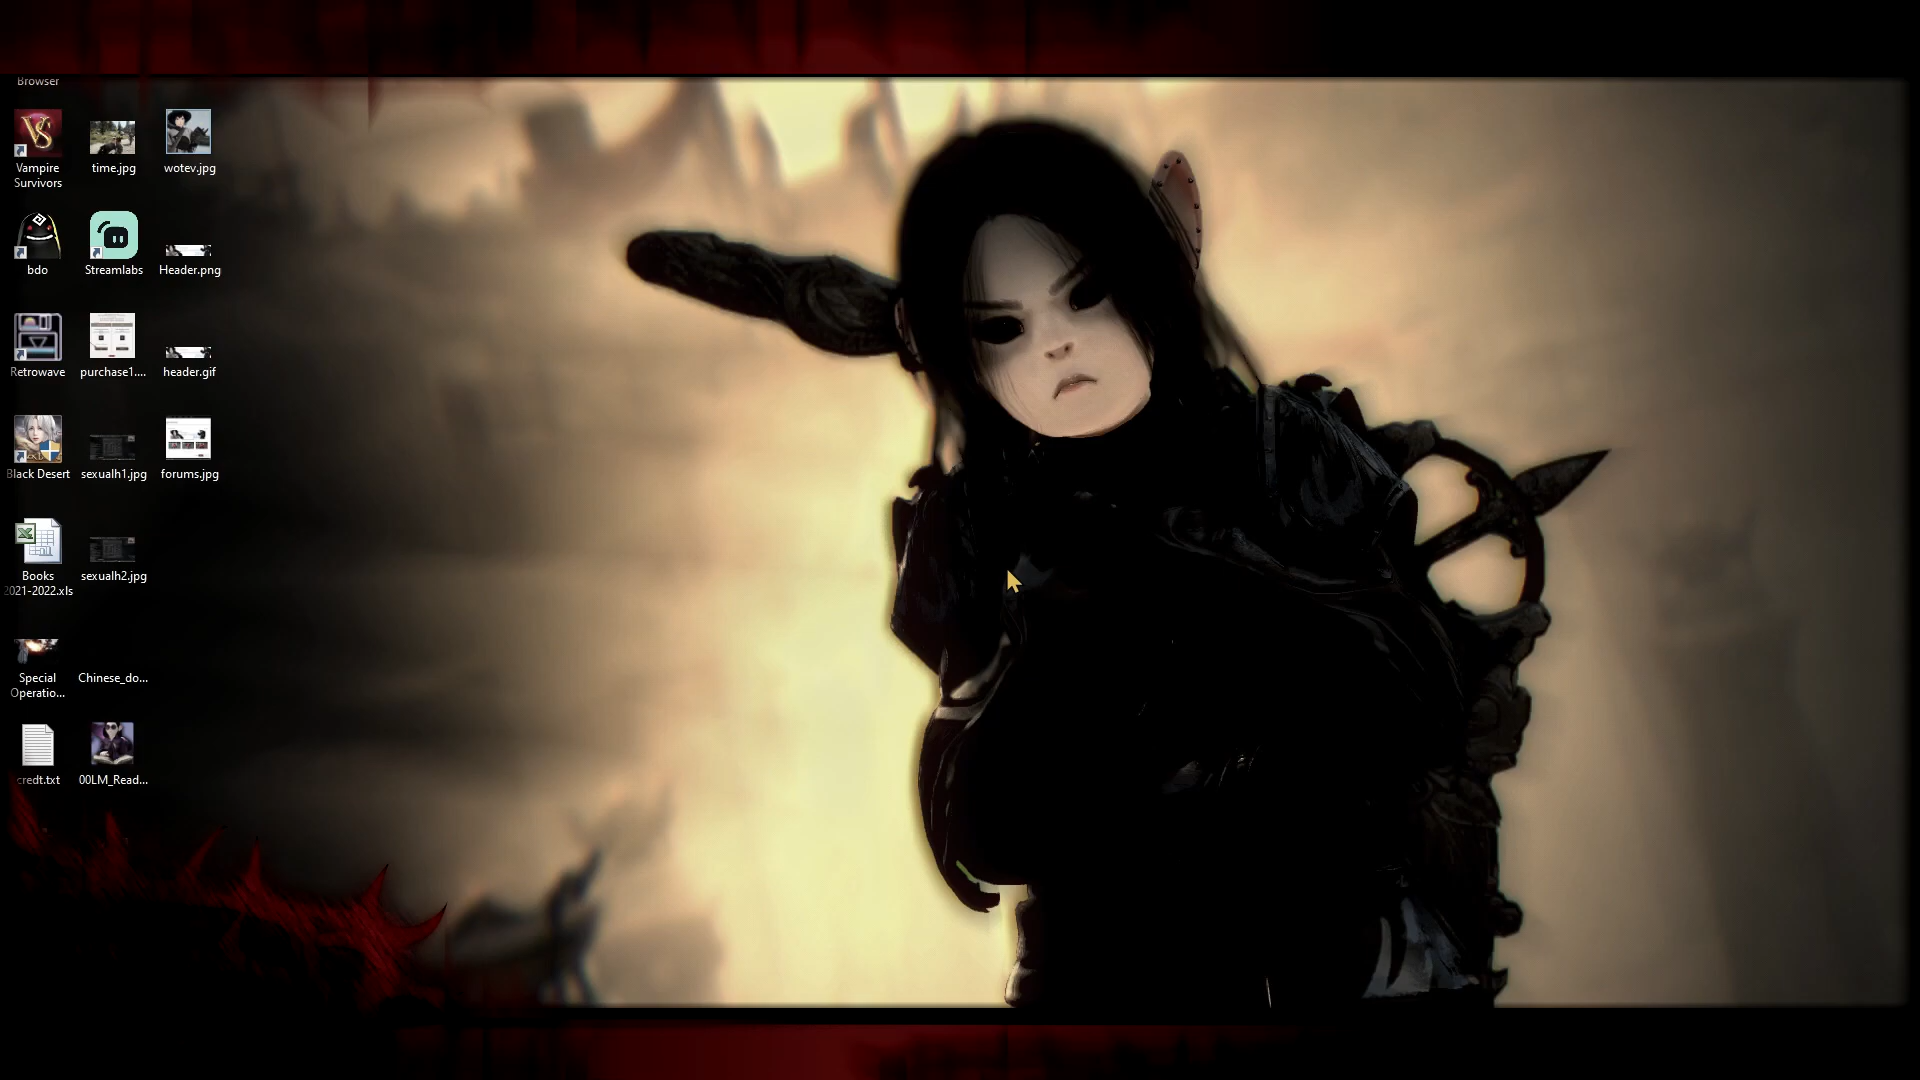 Browser
Vampire
Survivors
time.jpg
wotev.jpg
bdo
Streamlabs
Header.png
Retrowave
purchase1....
header.gif
Black Desert
sexualh1.jpg
forums.jpg
Books
2021-2022.xls
sexualh2.jpg
Special
Operatio...
Chinese_do...
credt.txt
00LM_Read...